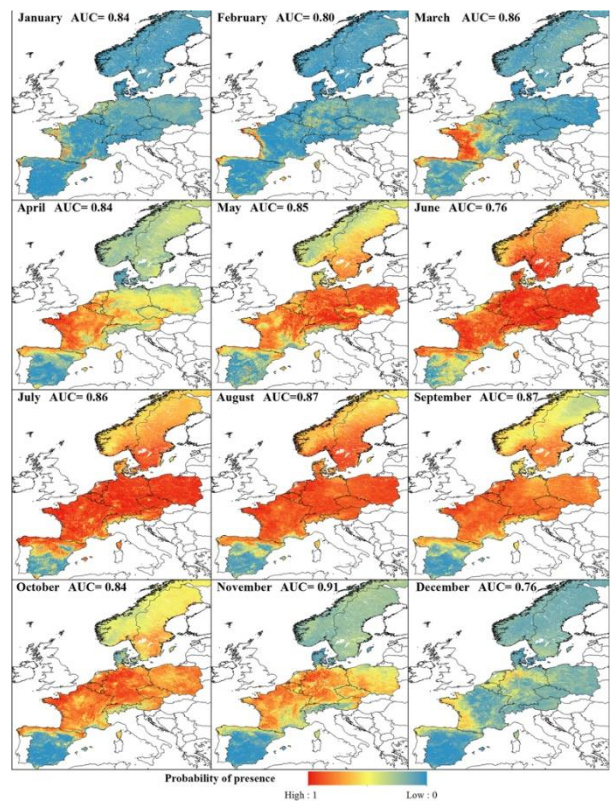 January AUC= 0.84
February AUC= 0.80
March AUC= 0.86
April AUC= 0.84
May AUC= 0.85
June AUC= 0.76
July AUC= 0.86
August AUC=0.87
September AUC= 0.87
October AUC= 0.84
November AUC= 0.91
December AUC= 0.76
Probability of presence
High : 1
Low : 0